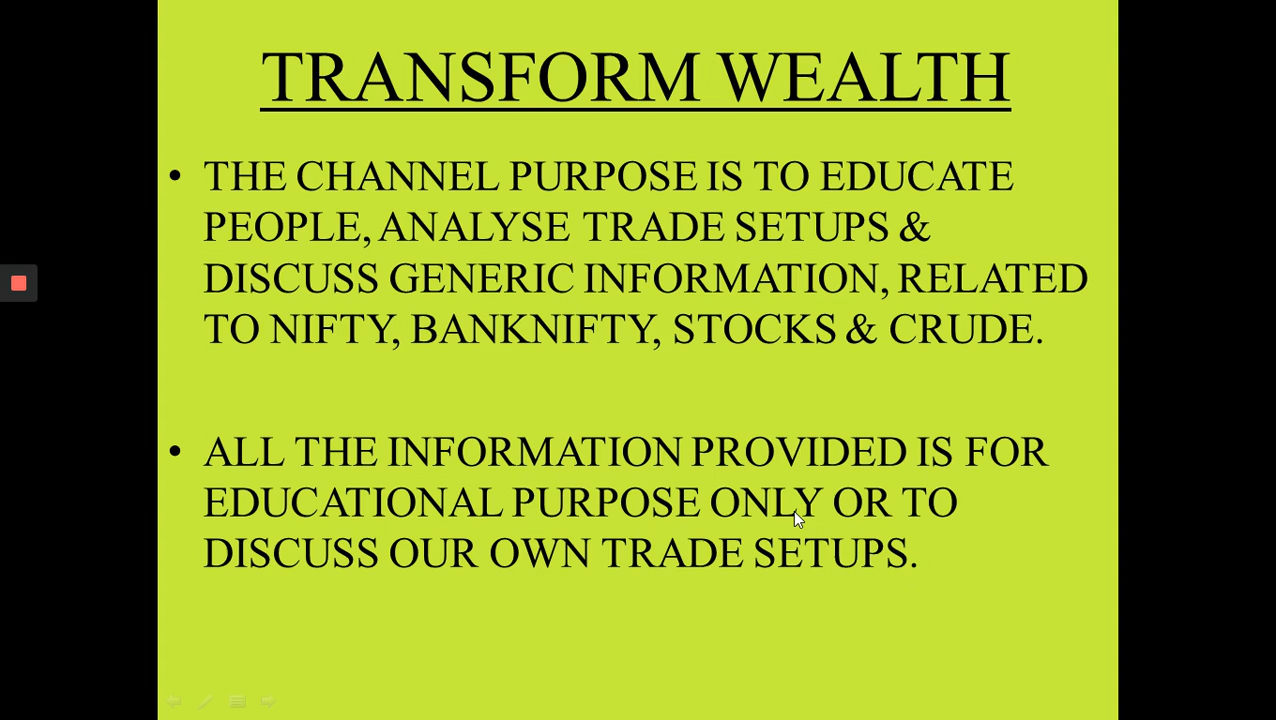 TRANSFORM WEALTH
• THE CHANNEL PURPOSE IS TO EDUCATE
PEOPLE, ANALYSE TRADE SETUPS &
DISCUSS GENERIC INFORMATION, RELATED
TO NIFTY, BANKNIFTY, STOCKS & CRUDE.
• ALL THE INFORMATION PROVIDED IS FOR
EDUCATIONAL PURPOSE ONLY OR TO
DISCUSS OUR OWN TRADE SETUPS.